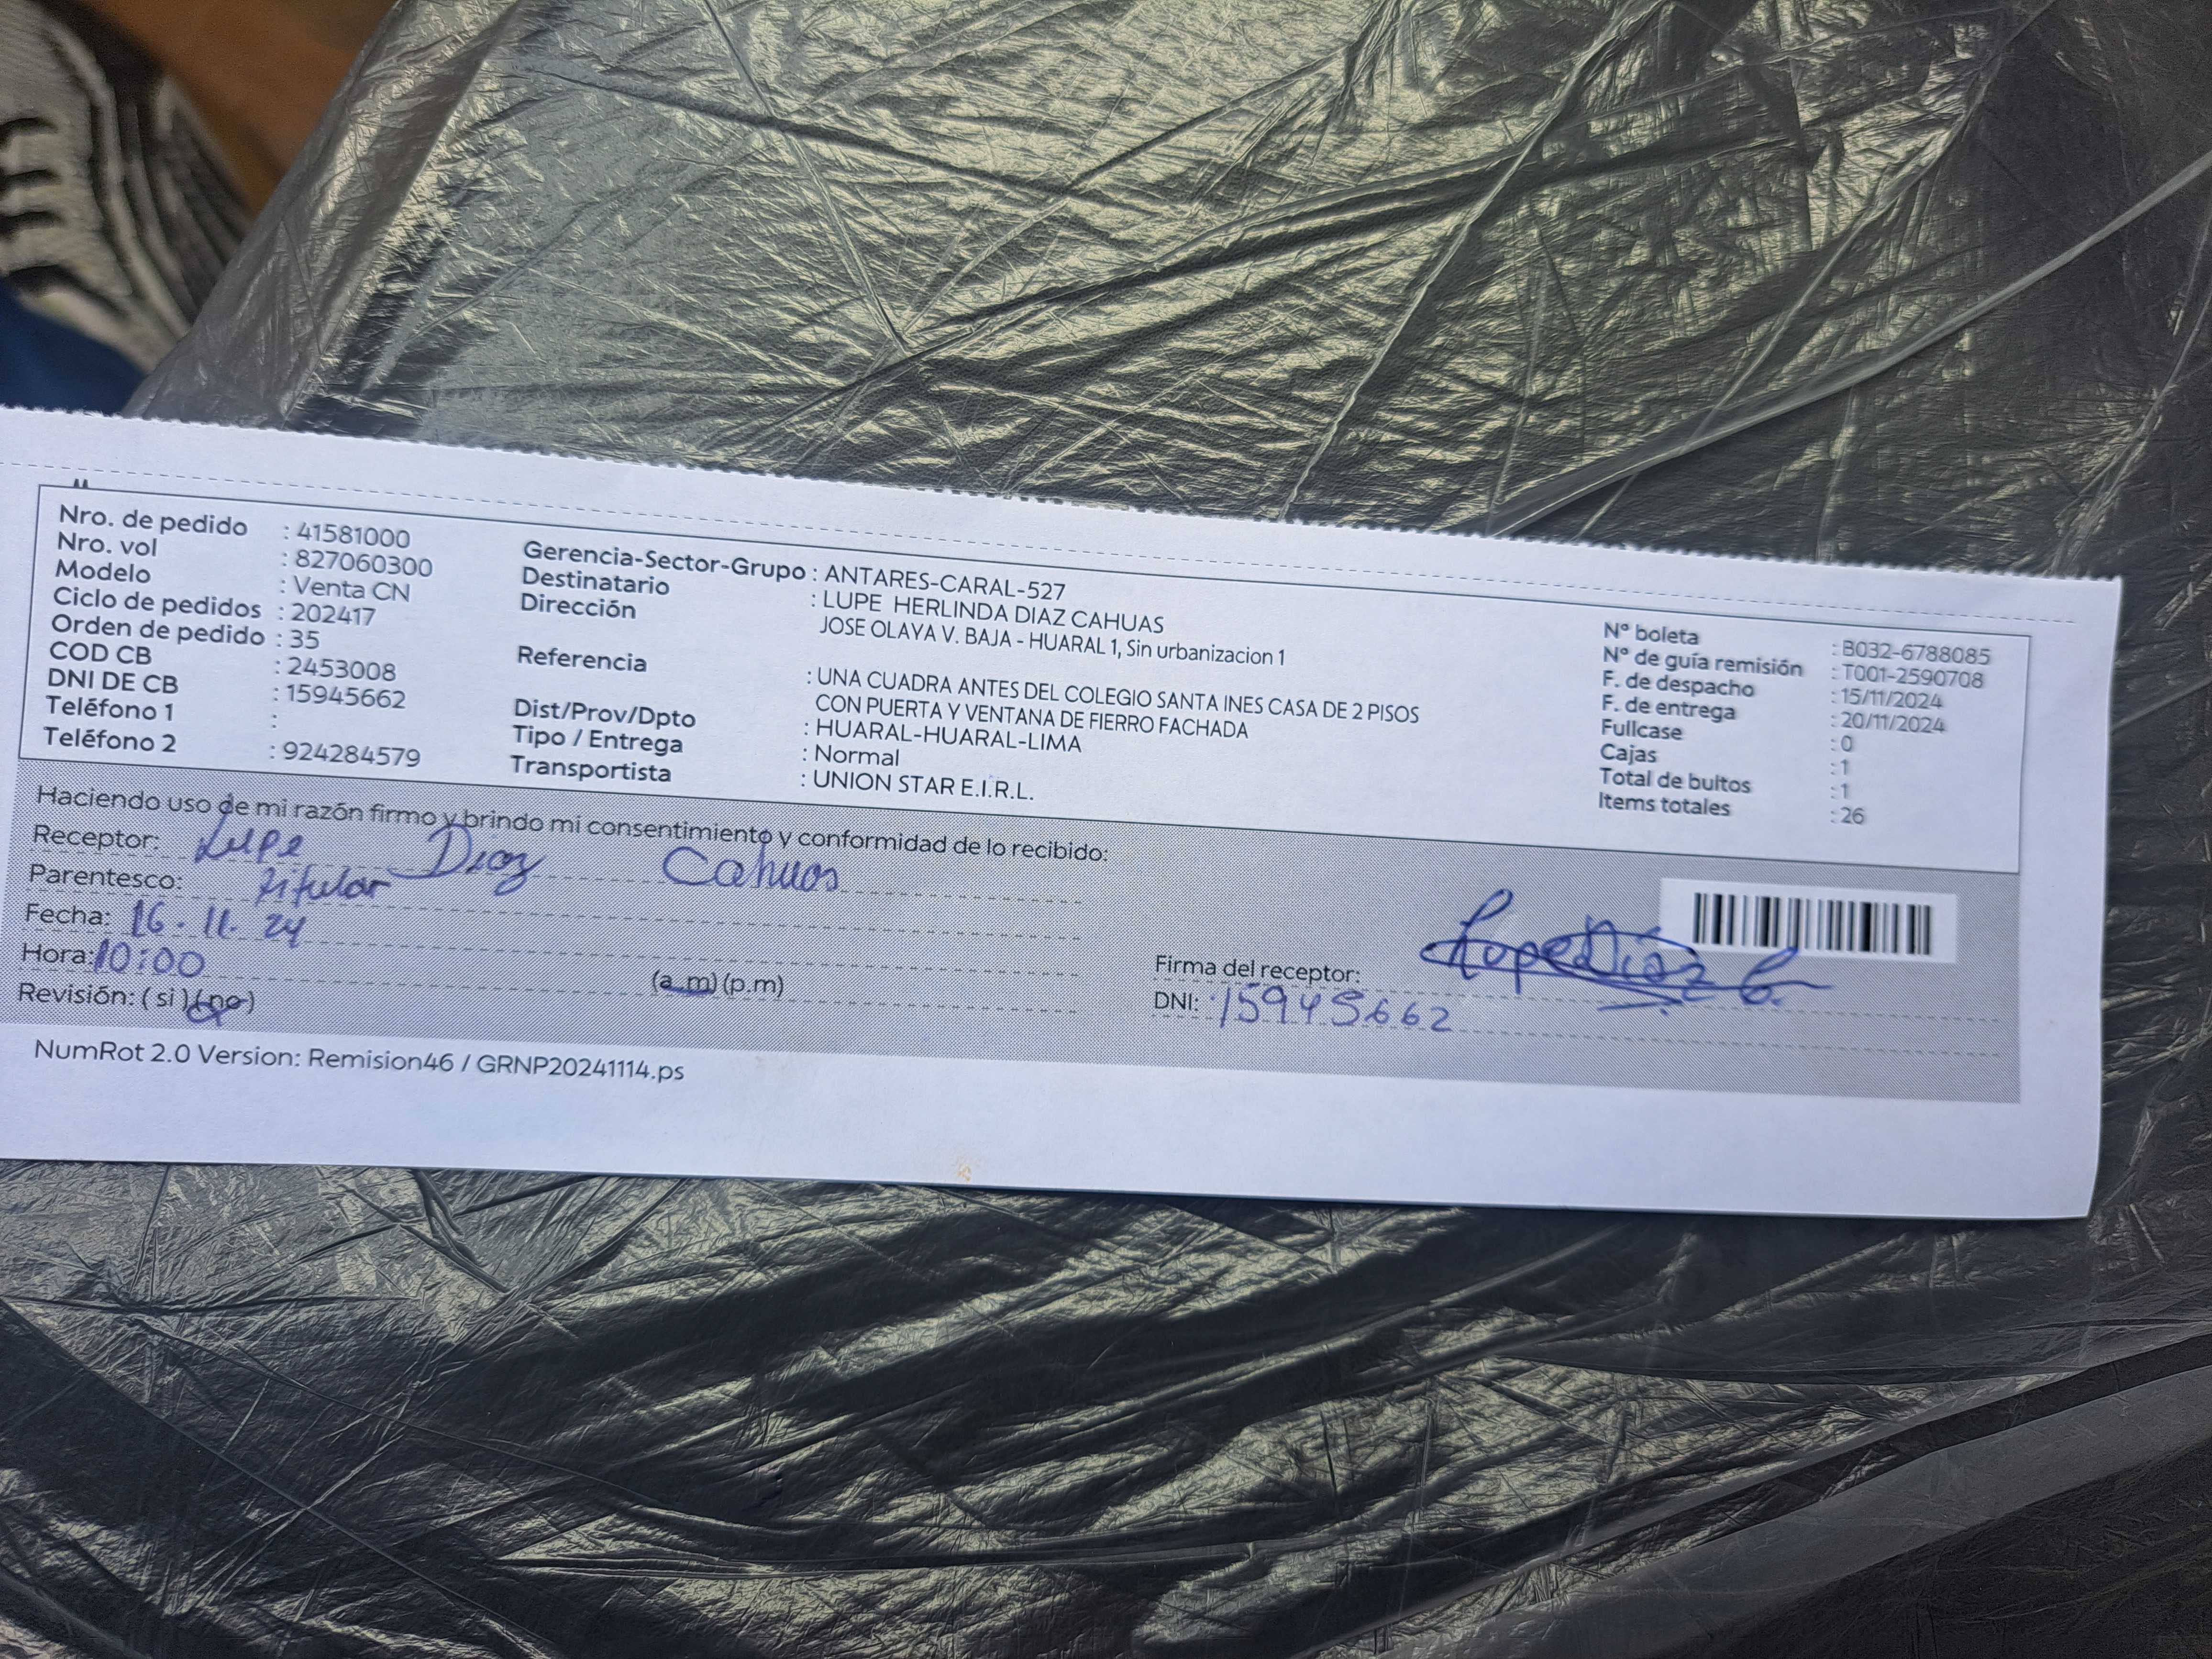 Nro. de pedido : 41581000
Nro. vol : 827060300
Modelo : Venta CN
Ciclo de pedidos : 202417
Orden de pedido : 35
COD CB : 2453008
DNI DE CB : 15945662
Teléfono 1 :
Teléfono 2 : 924284579
Gerencia-Sector-Grupo : ANTARES-CARAL-527
Destinatario : LUPE HERLINDA DIAZ CAHUAS
Dirección JOSE OLAYA V. BAJA - HUARAL 1, Sin urbanizacion 1
Referencia : UNA CUADRA ANTES DEL COLEGIO SANTA INES CASA DE 2 PISOS
CON PUERTA Y VENTANA DE FIERRO FACHADA
Dist/Prov/Dpto : HUARAL-HUARAL-LIMA
Tipo / Entrega : Normal
Transportista : UNION STAR E.I.R.L.
N° boleta : B032-6788085
N° de guía remisión : T001-2590708
F. de despacho : 15/11/2024
F. de entrega : 20/11/2024
Fullcase : 0
Cajas : 1
Total de bultos : 1
Items totales : 26
Haciendo uso de mi razón firmo y brindo mi consentimiento y conformidad de lo recibido:
Receptor: Lupe Diaz Cahuas
Parentesco: titular
Fecha: 16.11.24
Hora: 10:00 (a.m) (p.m)
Revisión: (si) (no)
Firma del receptor: Lupe Diaz C.
DNI: 15945662
NumRot 2.0 Version: Remision46 / GRNP20241114.ps